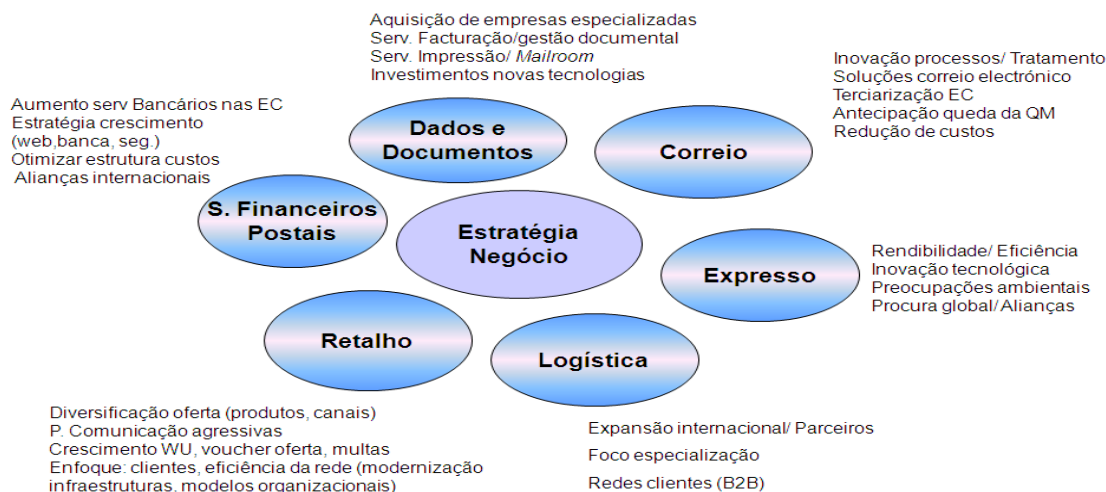 Aquisição de empresas especializadas
Serv. Facturação/gestão documental
Serv. Impressão/ Mailroom
Investimentos novas tecnologias
Inovação processos/ Tratamento
Soluções correio electrónico
Terciarização EC
Antecipação queda da QM
Redução de custos
Aumento serv Bancários nas EC
Estratégia crescimento
(web,banca, seg.)
Otimizar estrutura custos
Alianças internacionais
Dados e
Documentos
Correio
S. Financeiros
Postais
Estratégia
Negócio
Expresso
Rendibilidade/ Eficiência
Inovação tecnológica
Preocupações ambientais
Procura global/ Alianças
Retalho
Logística
Diversificação oferta (produtos, canais)
P. Comunicação agressivas
Crescimento WU, voucher oferta, multas
Enfoque: clientes, eficiência da rede (modernização
infraestruturas, modelos organizacionais)
Expansão internacional/ Parceiros
Foco especialização
Redes clientes (B2B)